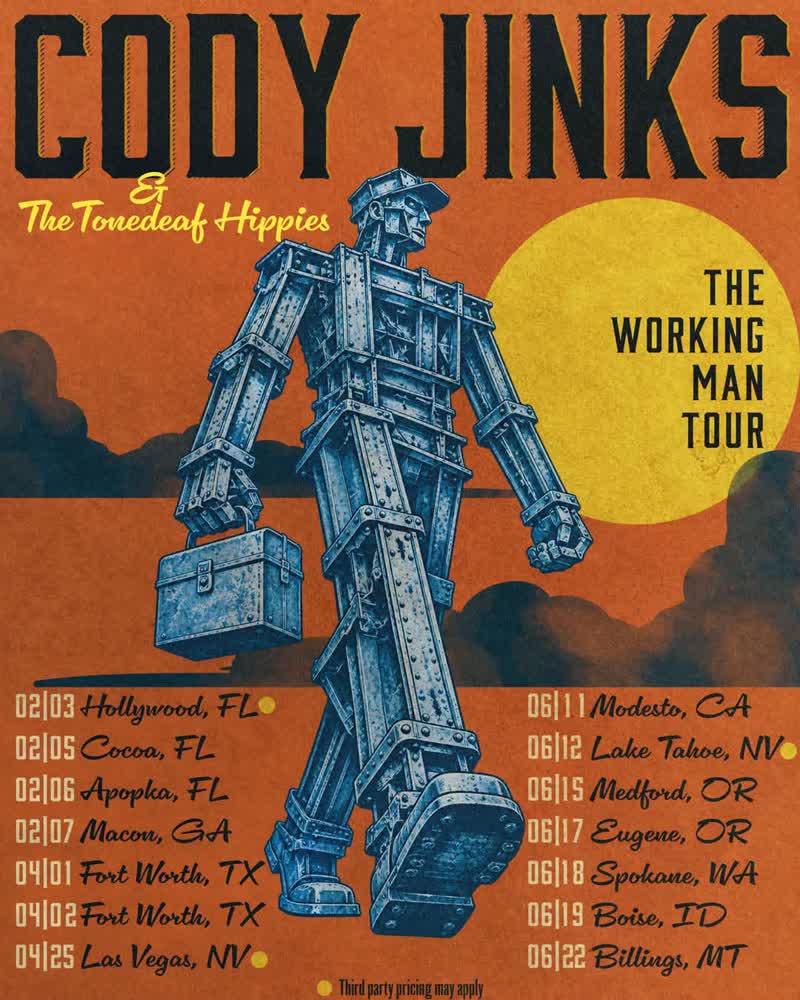 CODY JINKS
&
The Tonedeaf Hippies
THE
WORKING
MAN
TOUR
02|03 Hollywood, FL
02|05 Cocoa, FL
02|06 Apopka, FL
02|07 Macon, GA
04|01 Fort Worth, TX
04|02 Fort Worth, TX
04|25 Las Vegas, NV
06|11 Modesto, CA
06|12 Lake Tahoe, NV
06|15 Medford, OR
06|17 Eugene, OR
06|18 Spokane, WA
06|19 Boise, ID
06|22 Billings, MT
Third party pricing may apply